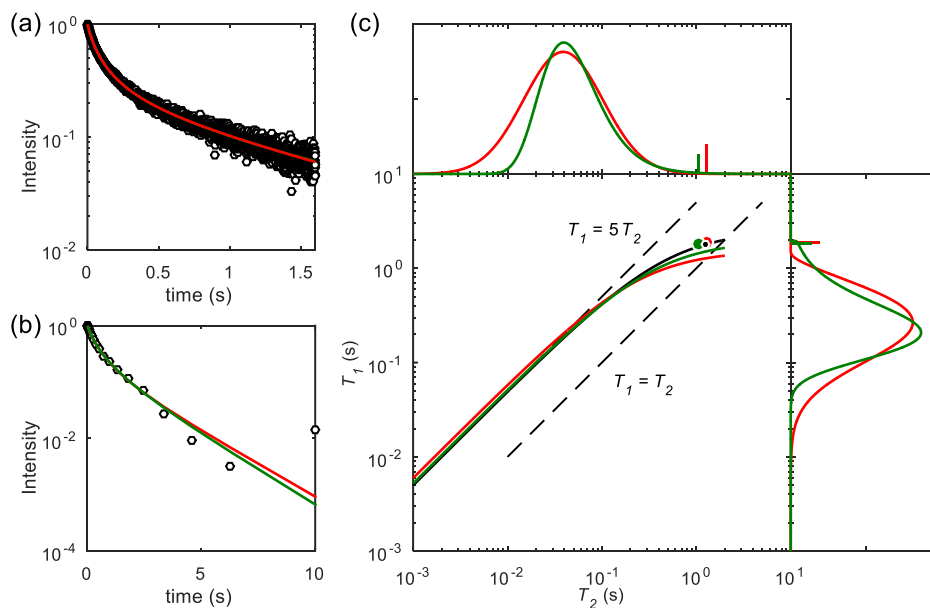 (a)
10^0
10^-1
10^-2
Intensity
0
0.5
1
1.5
time (s)
(b)
10^0
10^-2
10^-4
Intensity
0
5
10
time (s)
(c)
10^1
10^0
10^-1
10^-2
10^-3
T_1 (s)
T_1 = 5 T_2
T_1 = T_2
10^-3
10^-2
10^-1
10^0
10^1
T_2 (s)